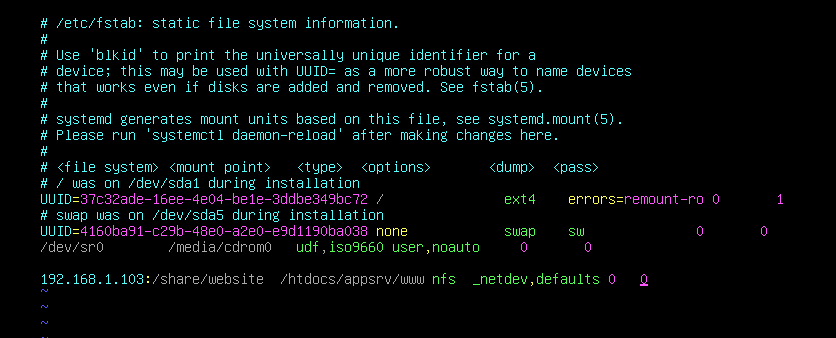 # /etc/fstab: static file system information.
#
# Use 'blkid' to print the universally unique identifier for a
# device; this may be used with UUID= as a more robust way to name devices
# that works even if disks are added and removed. See fstab(5).
#
# systemd generates mount units based on this file, see systemd.mount(5).
# Please run 'systemctl daemon-reload' after making changes here.
#
# <file system> <mount point>   <type>  <options>       <dump>  <pass>
# / was on /dev/sda1 during installation
UUID=37c32ade-16ee-4e04-be1e-3ddbe349bc72 /               ext4    errors=remount-ro 0       1
# swap was on /dev/sda5 during installation
UUID=4160ba91-c29b-48e0-a2e0-e9d1190ba038 none            swap    sw              0       0
/dev/sr0        /media/cdrom0   udf,iso9660 user,noauto     0       0

192.168.1.103:/share/website  /htdocs/appsrv/www nfs  _netdev,defaults 0   0
~
~
~